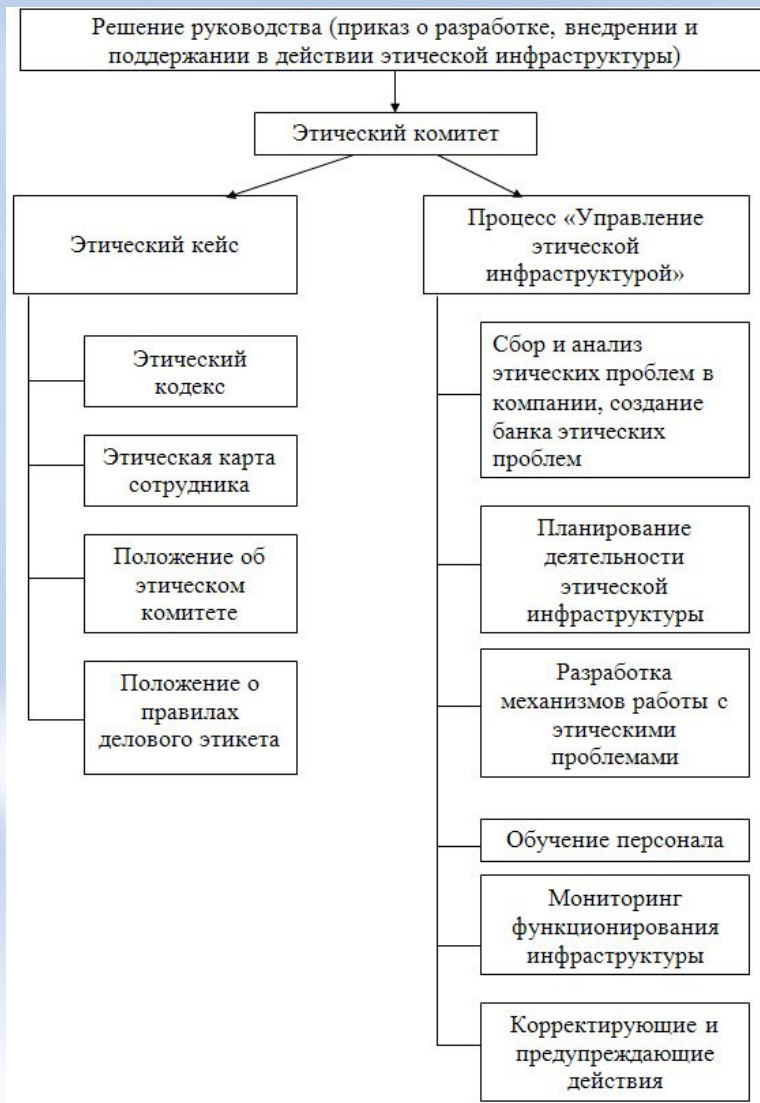 Решение руководства (приказ о разработке, внедрении и
поддержании в действии этической инфраструктуры)
Этический комитет
Этический кейс
Этический
кодекс
Этическая карта
сотрудника
Положение об
этическом
комитете
Положение о
правилах
делового этикета
Процесс «Управление
этической
инфраструктурой»
Сбор и анализ
этических проблем в
компании, создание
банка этических
проблем
Планирование
деятельности
этической
инфраструктуры
Разработка
механизмов работы с
этическими
проблемами
Обучение персонала
Мониторинг
функционирования
инфраструктуры
Корректирующие и
предупреждающие
действия